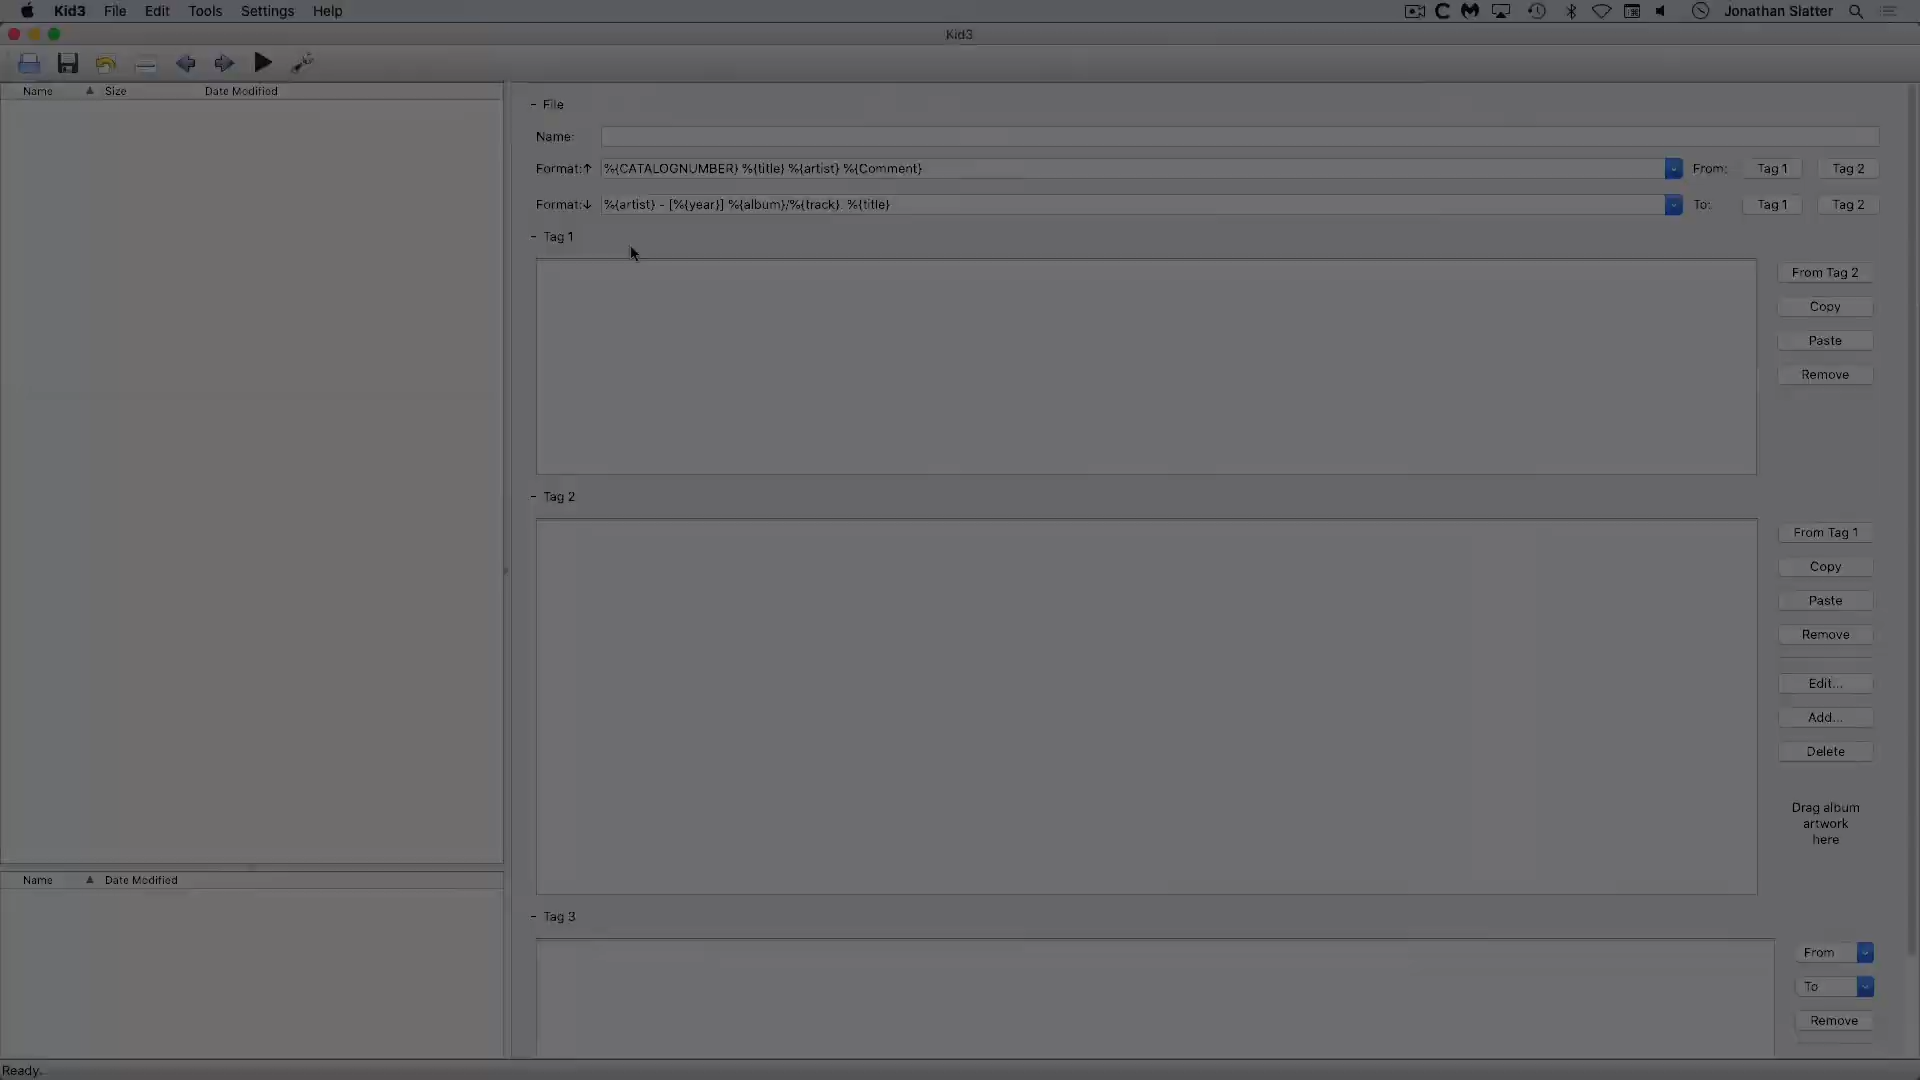 Kid3 File Edit Tools Settings Help Jonathan Slatter
Kid3
Name Size Date Modified
- File
Name:
Format:↑ %{CATALOGNUMBER} %{title} %{artist} %{Comment} From: Tag 1 Tag 2
Format:↓ %{artist} - [%{year}] %{album}/%{track}. %{title} To: Tag 1 Tag 2
- Tag 1
From Tag 2
Copy
Paste
Remove
- Tag 2
From Tag 1
Copy
Paste
Remove
Edit...
Add...
Delete
Drag album
artwork
here
Name Date Modified
- Tag 3
From
To
Remove
Ready.